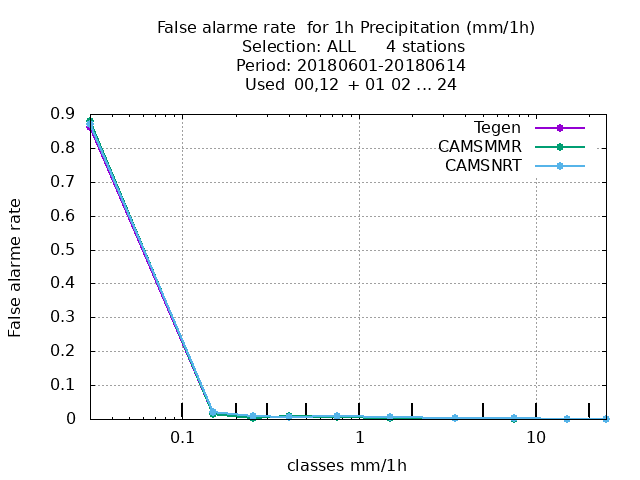 False alarme rate  for 1h Precipitation (mm/1h)
Selection: ALL      4 stations
Period: 20180601-20180614
Used  00,12  + 01 02 ... 24
Tegen
CAMSMMR
CAMSNRT
0.9
0.8
0.7
0.6
0.5
0.4
0.3
0.2
0.1
0
False alarme rate
0.1
1
10
classes mm/1h